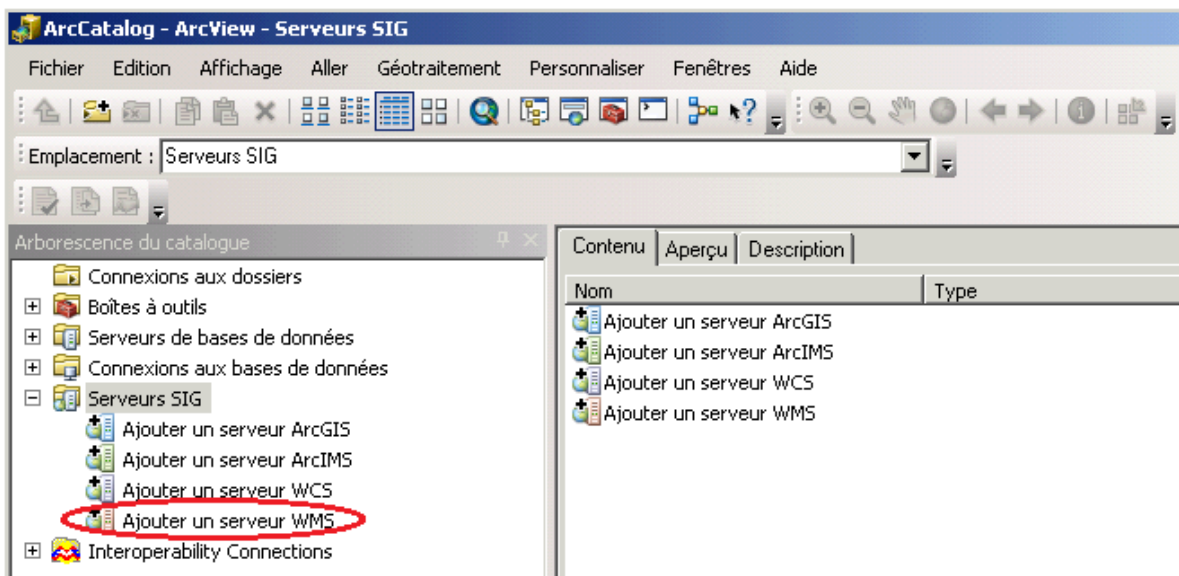 ArcCatalog - ArcView - Serveurs SIG
Fichier Edition Affichage Aller Géotraitement Personnaliser Fenêtres Aide
Emplacement : Serveurs SIG
Arborescence du catalogue
Connexions aux dossiers
Boîtes à outils
Serveurs de bases de données
Connexions aux bases de données
Serveurs SIG
Ajouter un serveur ArcGIS
Ajouter un serveur ArcIMS
Ajouter un serveur WCS
Ajouter un serveur WMS
Interoperability Connections
Contenu Aperçu Description
Nom Type
Ajouter un serveur ArcGIS
Ajouter un serveur ArcIMS
Ajouter un serveur WCS
Ajouter un serveur WMS